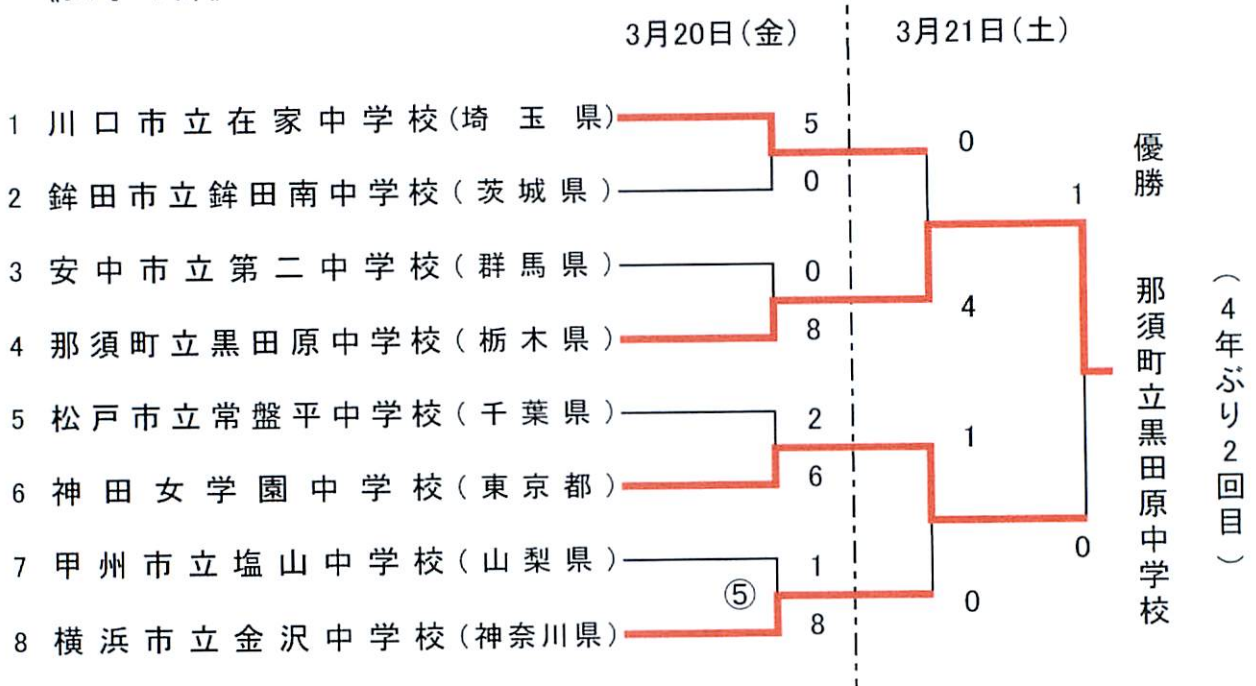 3月20日(金) 3月21日(土)
1 川口市立在家中学校(埼玉県)
5
0
2 鉾田市立鉾田南中学校(茨城県)
0
3 安中市立第二中学校(群馬県)
0
4 那須町立黒田原中学校(栃木県)
8
4
1
5 松戸市立常盤平中学校(千葉県)
2
1
6 神田女学園中学校(東京都)
6
0
7 甲州市立塩山中学校(山梨県)
1
⑤
0
8 横浜市立金沢中学校(神奈川県)
8
優勝
那須町立黒田原中学校
(4年ぶり2回目)